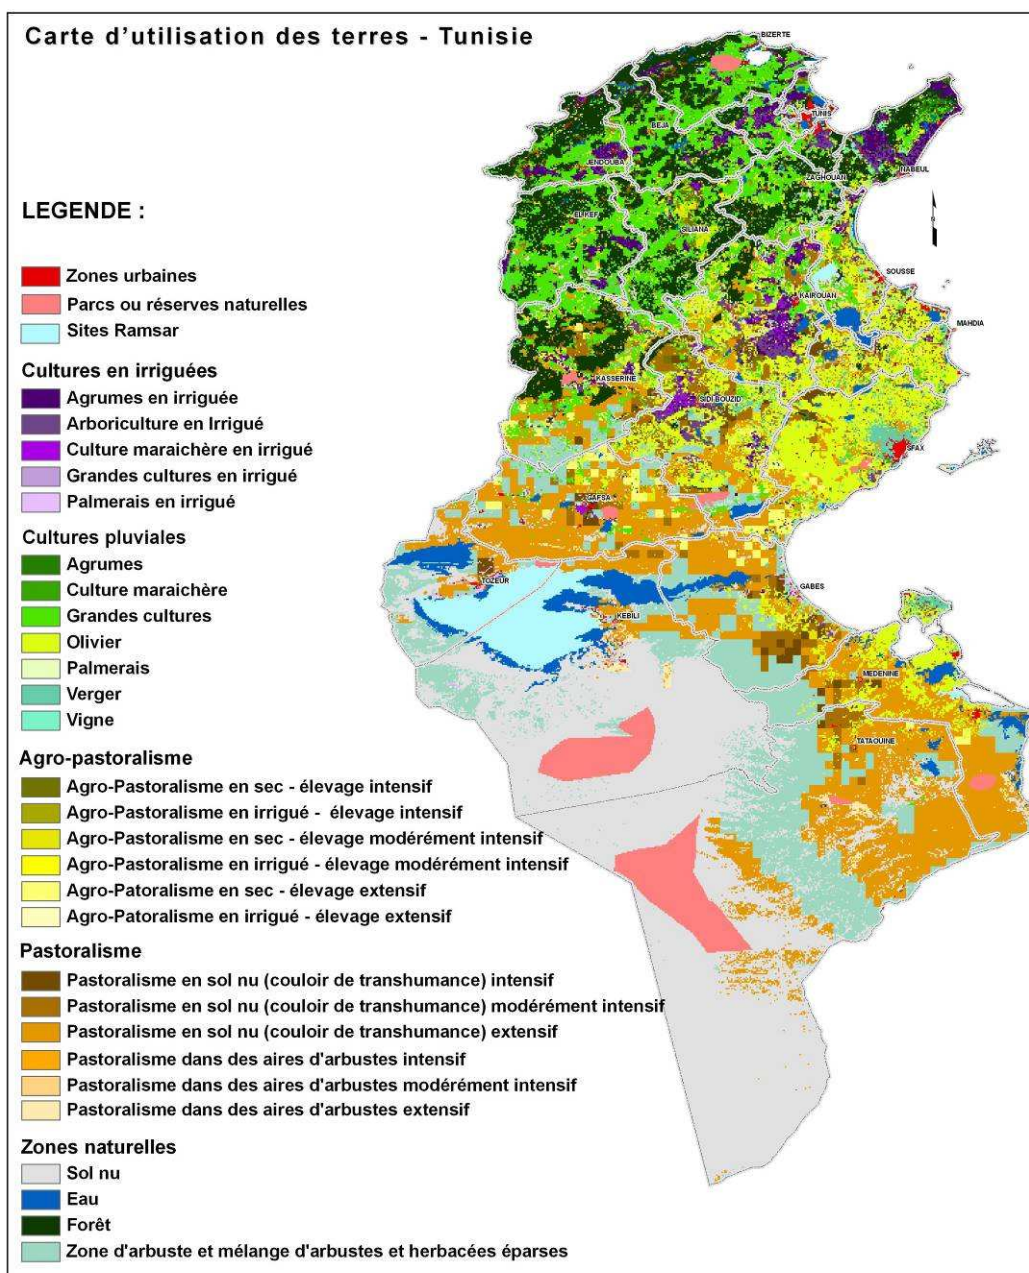 Carte d'utilisation des terres - Tunisie
BIZERTE
TUNIS
BEJA
JENDOUBA
NABEUL
ZAGHOUAN
LEGENDE :
EL KEF
SILIANA
Zones urbaines
SOUSSE
Parcs ou réserves naturelles
KAIROUAN
Sites Ramsar
MAHDIA
Cultures en irriguées
KASSERINE
Agrumes en irriguée
SIDI BOUZID
Arboriculture en Irrigué
Culture maraichère en irrigué
SFAX
Grandes cultures en irrigué
Palmerais en irrigué
GAFSA
Cultures pluviales
Agrumes
TOZEUR
Culture maraichère
GABES
Grandes cultures
KEBILI
Olivier
Palmerais
MEDENINE
Verger
Vigne
TATAOUINE
Agro-pastoralisme
Agro-Pastoralisme en sec - élevage intensif
Agro-Pastoralisme en irrigué - élevage intensif
Agro-Pastoralisme en sec - élevage modérément intensif
Agro-Pastoralisme en irrigué - élevage modérément intensif
Agro-Patoralisme en sec - élevage extensif
Agro-Patoralisme en irrigué - élevage extensif
Pastoralisme
Pastoralisme en sol nu (couloir de transhumance) intensif
Pastoralisme en sol nu (couloir de transhumance) modérément intensif
Pastoralisme en sol nu (couloir de transhumance) extensif
Pastoralisme dans des aires d'arbustes intensif
Pastoralisme dans des aires d'arbustes modérément intensif
Pastoralisme dans des aires d'arbustes extensif
Zones naturelles
Sol nu
Eau
Forêt
Zone d'arbuste et mélange d'arbustes et herbacées éparses